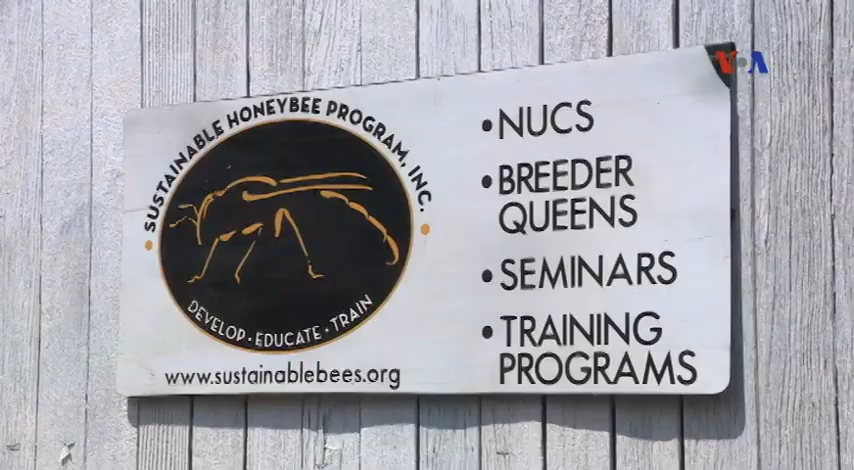 SUSTAINABLE HONEYBEE PROGRAM, INC.
DEVELOP · EDUCATE · TRAIN
www.sustainablebees.org
• NUCS
• BREEDER
QUEENS
• SEMINARS
• TRAINING
PROGRAMS
VOA